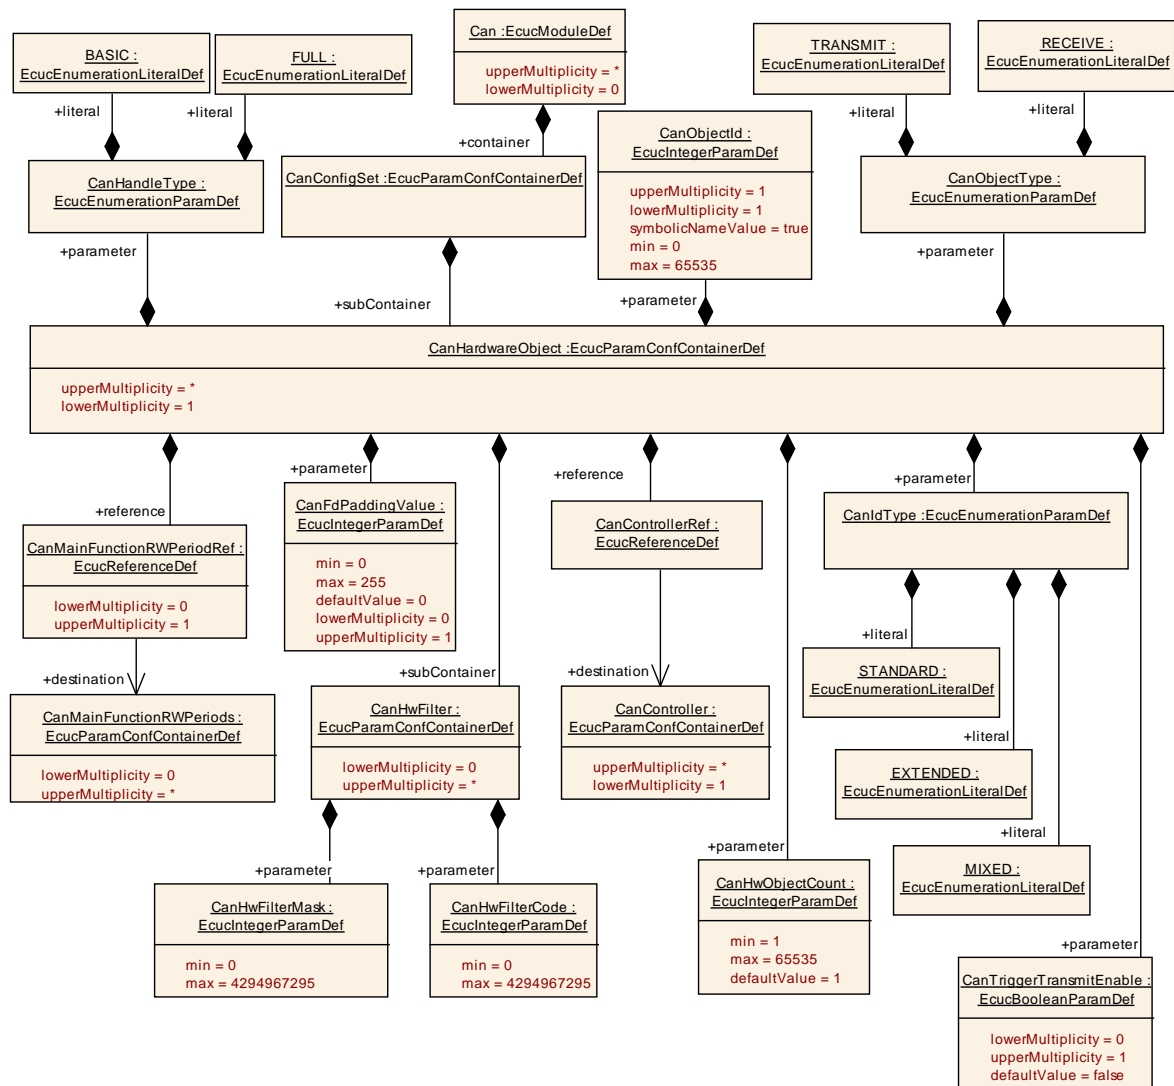 BASIC :
EcucEnumerationLiteralDef
FULL :
EcucEnumerationLiteralDef
Can :EcucModuleDef
upperMultiplicity = *
lowerMultiplicity = 0
TRANSMIT :
EcucEnumerationLiteralDef
RECEIVE :
EcucEnumerationLiteralDef
+literal
+literal
+container
+literal
+literal
CanHandleType :
EcucEnumerationParamDef
CanConfigSet :EcucParamConfContainerDef
CanObjectId :
EcucIntegerParamDef
upperMultiplicity = 1
lowerMultiplicity = 1
symbolicNameValue = true
min = 0
max = 65535
CanObjectType :
EcucEnumerationParamDef
+parameter
+subContainer
+parameter
+parameter
CanHardwareObject :EcucParamConfContainerDef
upperMultiplicity = *
lowerMultiplicity = 1
+reference
+parameter
+subContainer
+reference
+parameter
CanMainFunctionRWPeriodRef :
EcucReferenceDef
lowerMultiplicity = 0
upperMultiplicity = 1
CanFdPaddingValue :
EcucIntegerParamDef
min = 0
max = 255
defaultValue = 0
lowerMultiplicity = 0
upperMultiplicity = 1
CanControllerRef :
EcucReferenceDef
CanIdType :EcucEnumerationParamDef
+destination
+destination
+literal
STANDARD :
EcucEnumerationLiteralDef
CanMainFunctionRWPeriods :
EcucParamConfContainerDef
lowerMultiplicity = 0
upperMultiplicity = *
CanHwFilter :
EcucParamConfContainerDef
lowerMultiplicity = 0
upperMultiplicity = *
CanController :
EcucParamConfContainerDef
upperMultiplicity = *
lowerMultiplicity = 1
+literal
EXTENDED :
EcucEnumerationLiteralDef
+literal
MIXED :
EcucEnumerationLiteralDef
+parameter
+parameter
+parameter
CanHwFilterMask :
EcucIntegerParamDef
min = 0
max = 4294967295
CanHwFilterCode :
EcucIntegerParamDef
min = 0
max = 4294967295
CanHwObjectCount :
EcucIntegerParamDef
min = 1
max = 65535
defaultValue = 1
+parameter
CanTriggerTransmitEnable :
EcucBooleanParamDef
lowerMultiplicity = 0
upperMultiplicity = 1
defaultValue = false